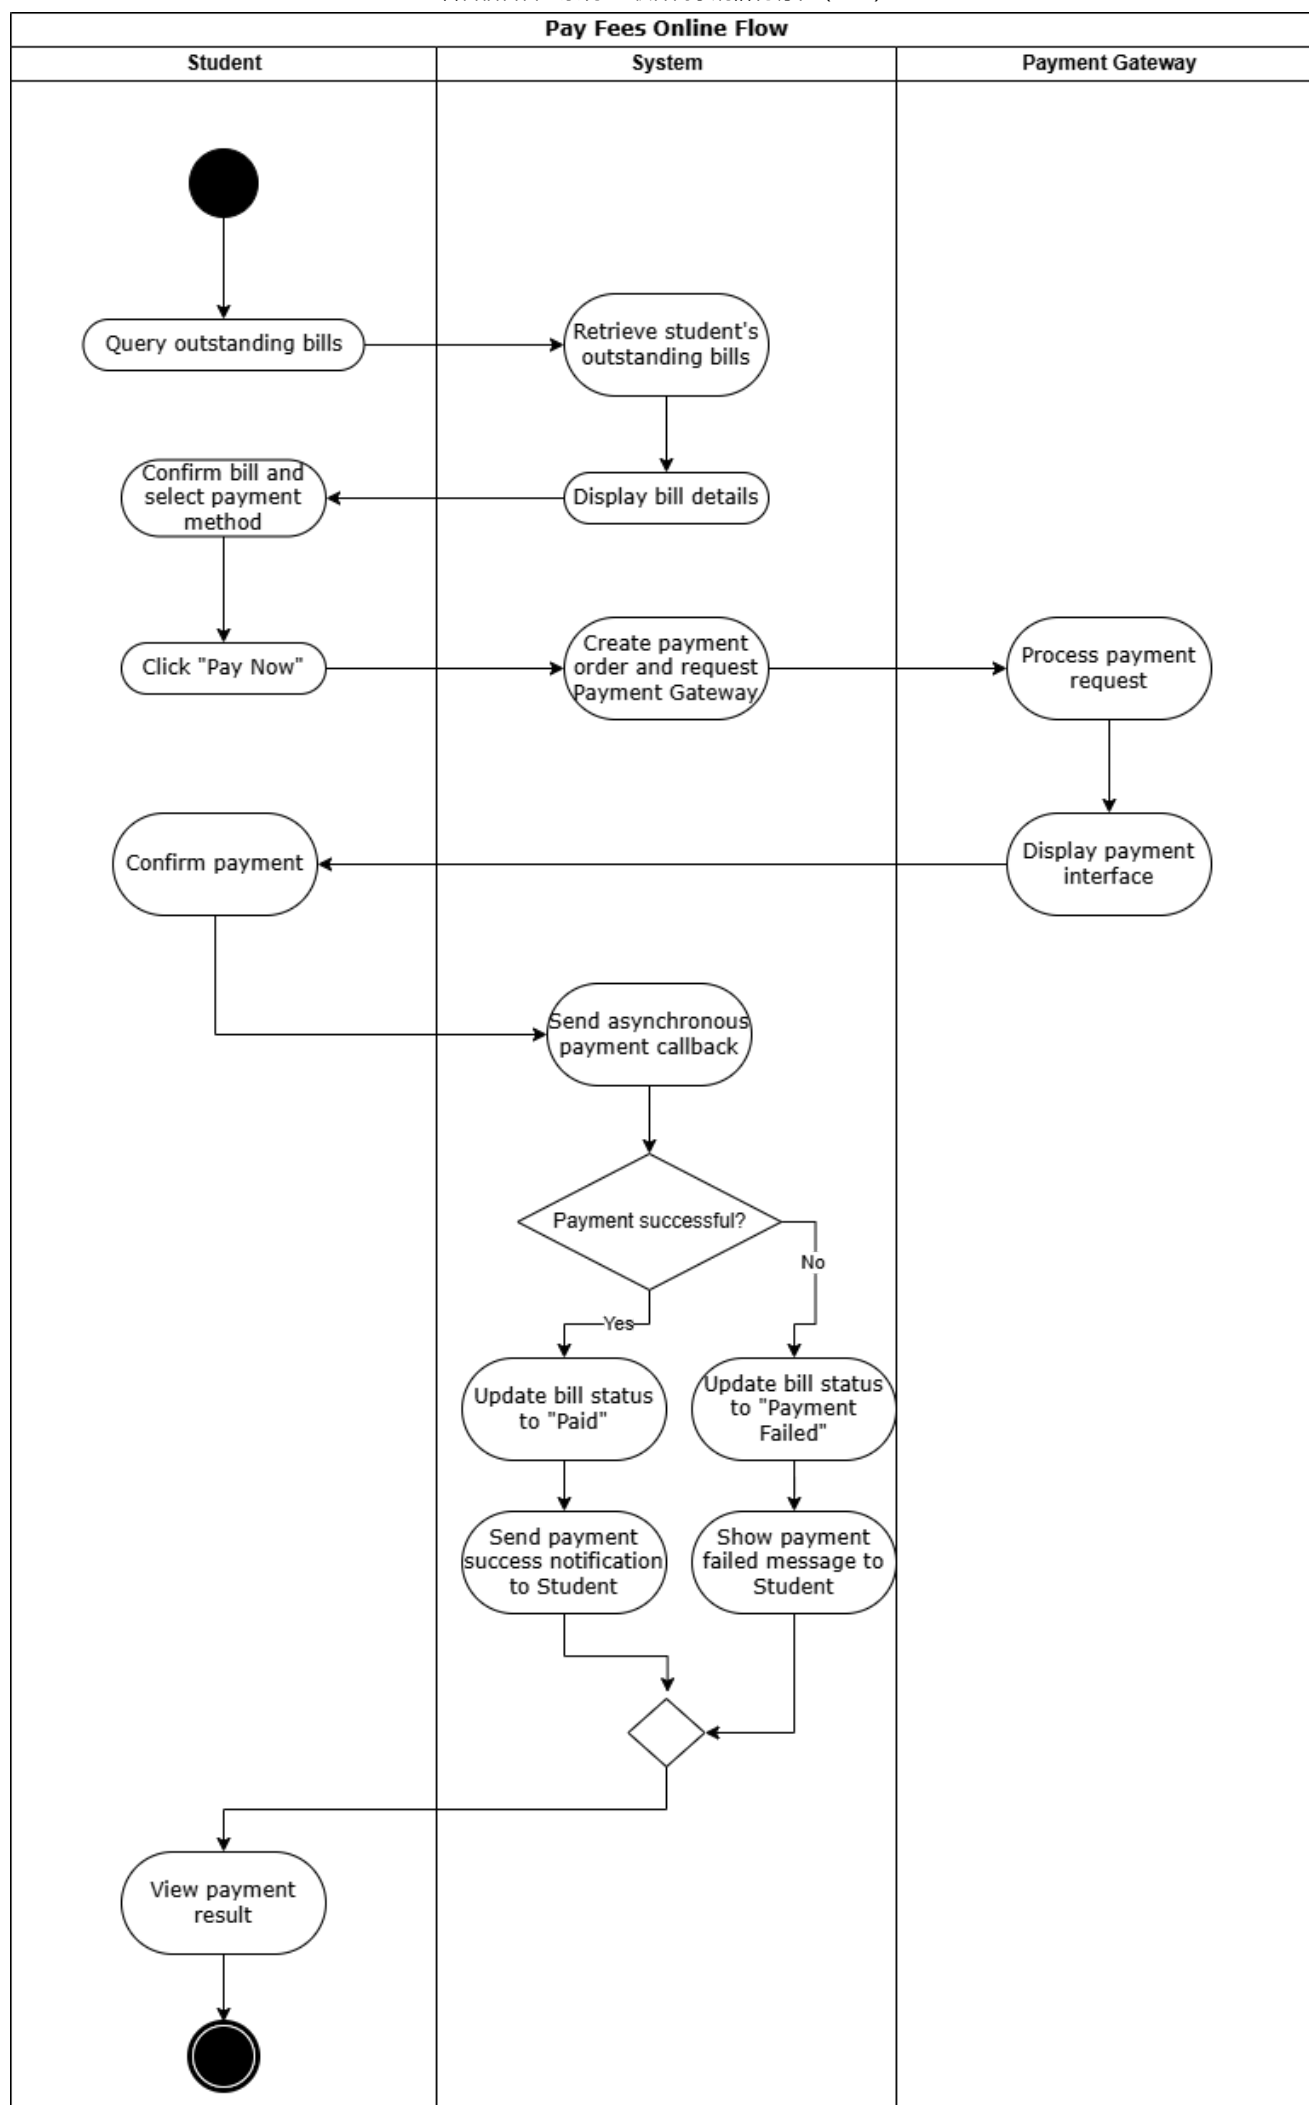 Pay Fees Online Flow
Student
System
Payment Gateway
Query outstanding bills
Retrieve student's
outstanding bills
Display bill details
Confirm bill and
select payment
method
Click "Pay Now"
Create payment
order and request
Payment Gateway
Process payment
request
Display payment
interface
Confirm payment
Send asynchronous
payment callback
Payment successful?
No
Yes
Update bill status
to "Paid"
Update bill status
to "Payment
Failed"
Send payment
success notification
to Student
Show payment
failed message to
Student
View payment
result